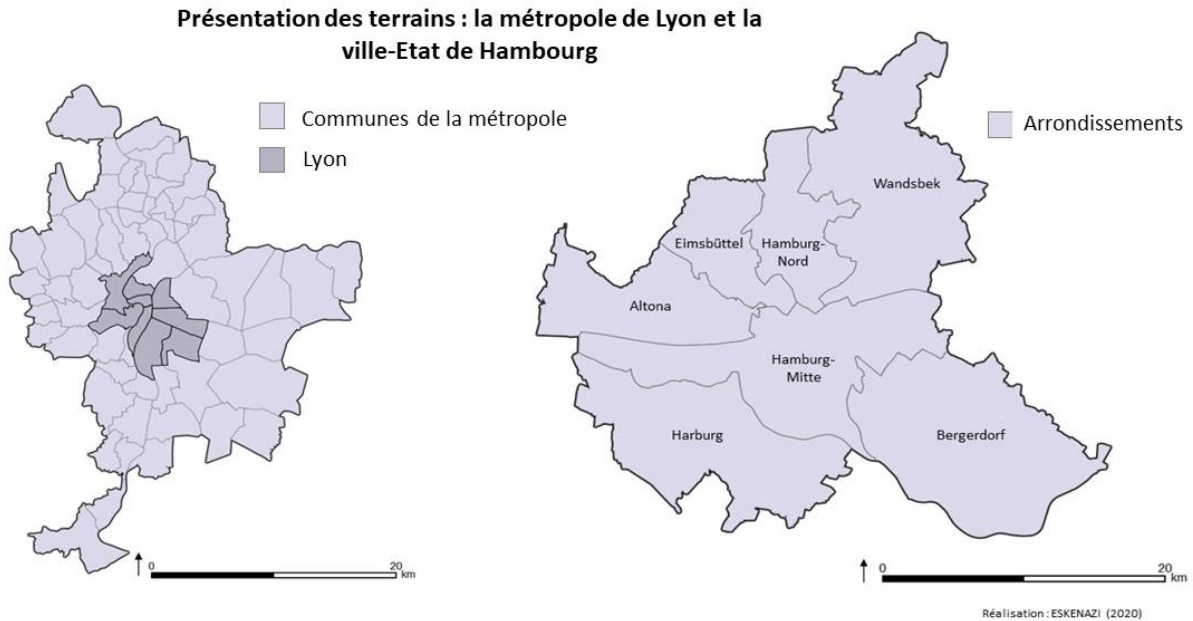 Présentation des terrains : la métropole de Lyon et la
ville-Etat de Hambourg
Communes de la métropole
Lyon
Arrondissements
Wandsbek
Eimsbüttel
Hamburg-
Nord
Altona
Hamburg-
Mitte
Harburg
Bergerdorf
0
20
km
0
20
km
Réalisation : ESKENAZI (2020)